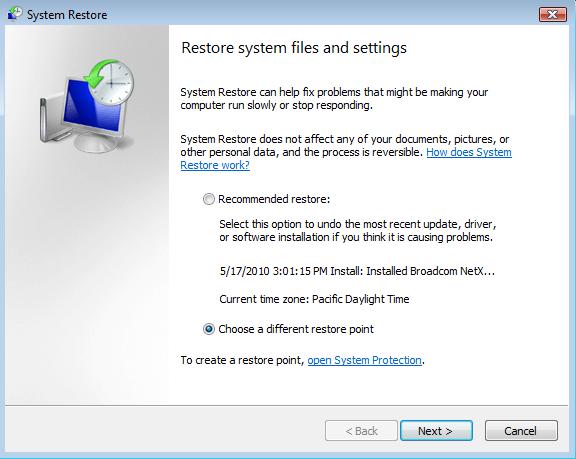 System Restore
Restore system files and settings
System Restore can help fix problems that might be making your
computer run slowly or stop responding.
System Restore does not affect any of your documents, pictures, or
other personal data, and the process is reversible. How does System
Restore work?
Recommended restore:
Select this option to undo the most recent update, driver,
or software installation if you think it is causing problems.
5/17/2010 3:01:15 PM Install: Installed Broadcom NetX...
Current time zone: Pacific Daylight Time
Choose a different restore point
To create a restore point, open System Protection.
< Back
Next >
Cancel